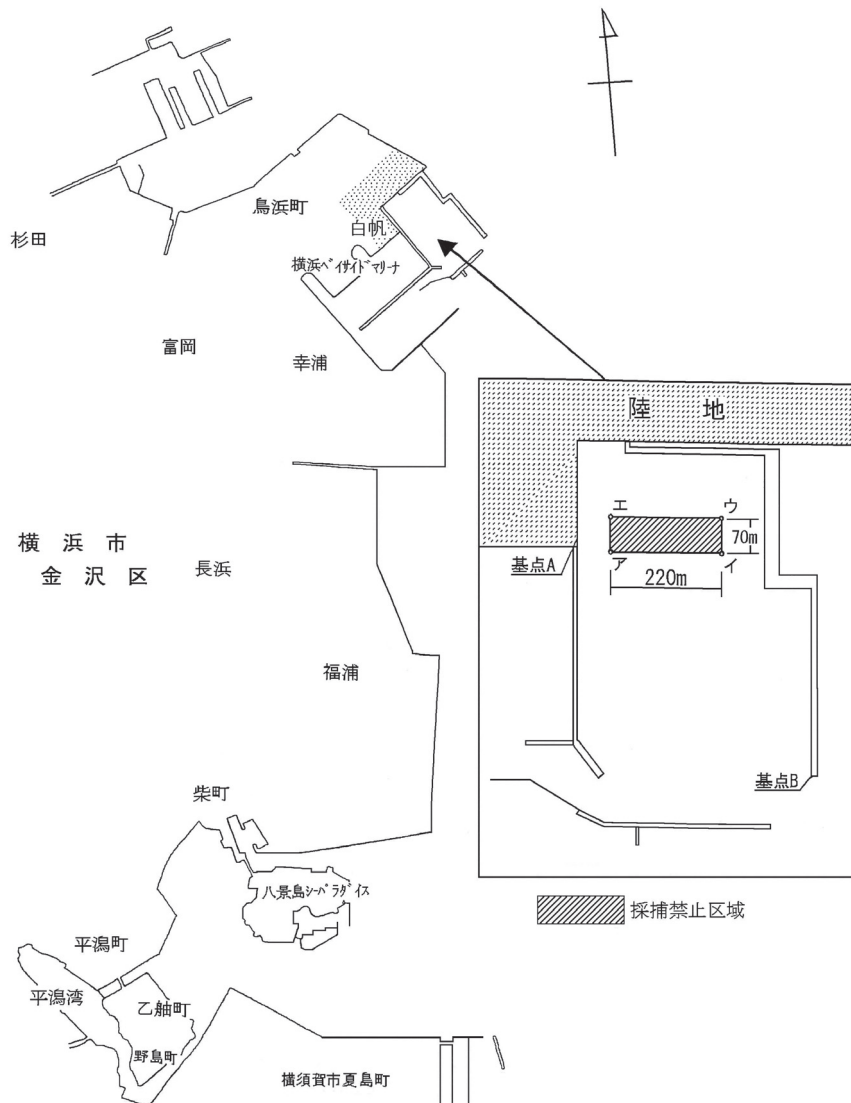 鳥浜町
白帆
杉田
横浜ベイサイドマリーナ
富岡
幸浦
陸 地
エ
ウ
70m
基点A
ア
イ
220m
横 浜 市
金 沢 区
長浜
福浦
基点B
柴町
八景島シーパラダイス
採捕禁止区域
平潟町
平潟湾
乙舳町
野島町
横須賀市夏島町